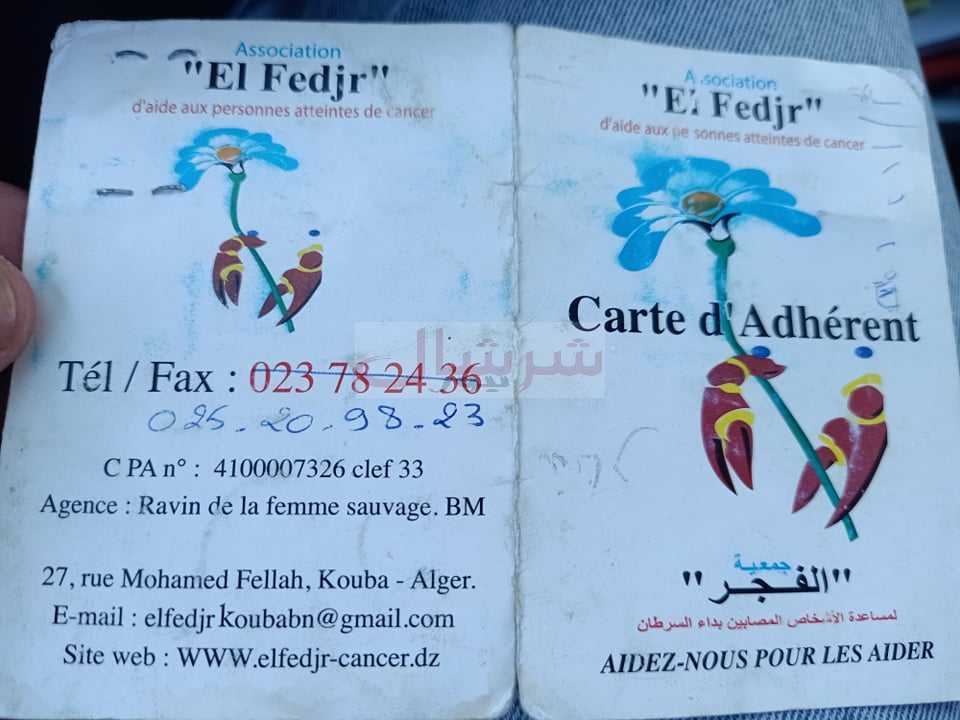 Association
"El Fedjr"
d'aide aux personnes atteintes de cancer
Tél / Fax : 023 78 24 36
025-20-98-23
C PA n° : 4100007326 clef 33
Agence : Ravin de la femme sauvage. BM
27, rue Mohamed Fellah, Kouba - Alger.
E-mail : elfedjrkoubabn@gmail.com
Site web : WWW.elfedjr-cancer.dz
Association
"El Fedjr"
d'aide aux personnes atteintes de cancer
Carte d'Adhérent
جمعية
"الفجر"
لمساعدة الأشخاص المصابين بداء السرطان
AIDEZ-NOUS POUR LES AIDER
شرشال